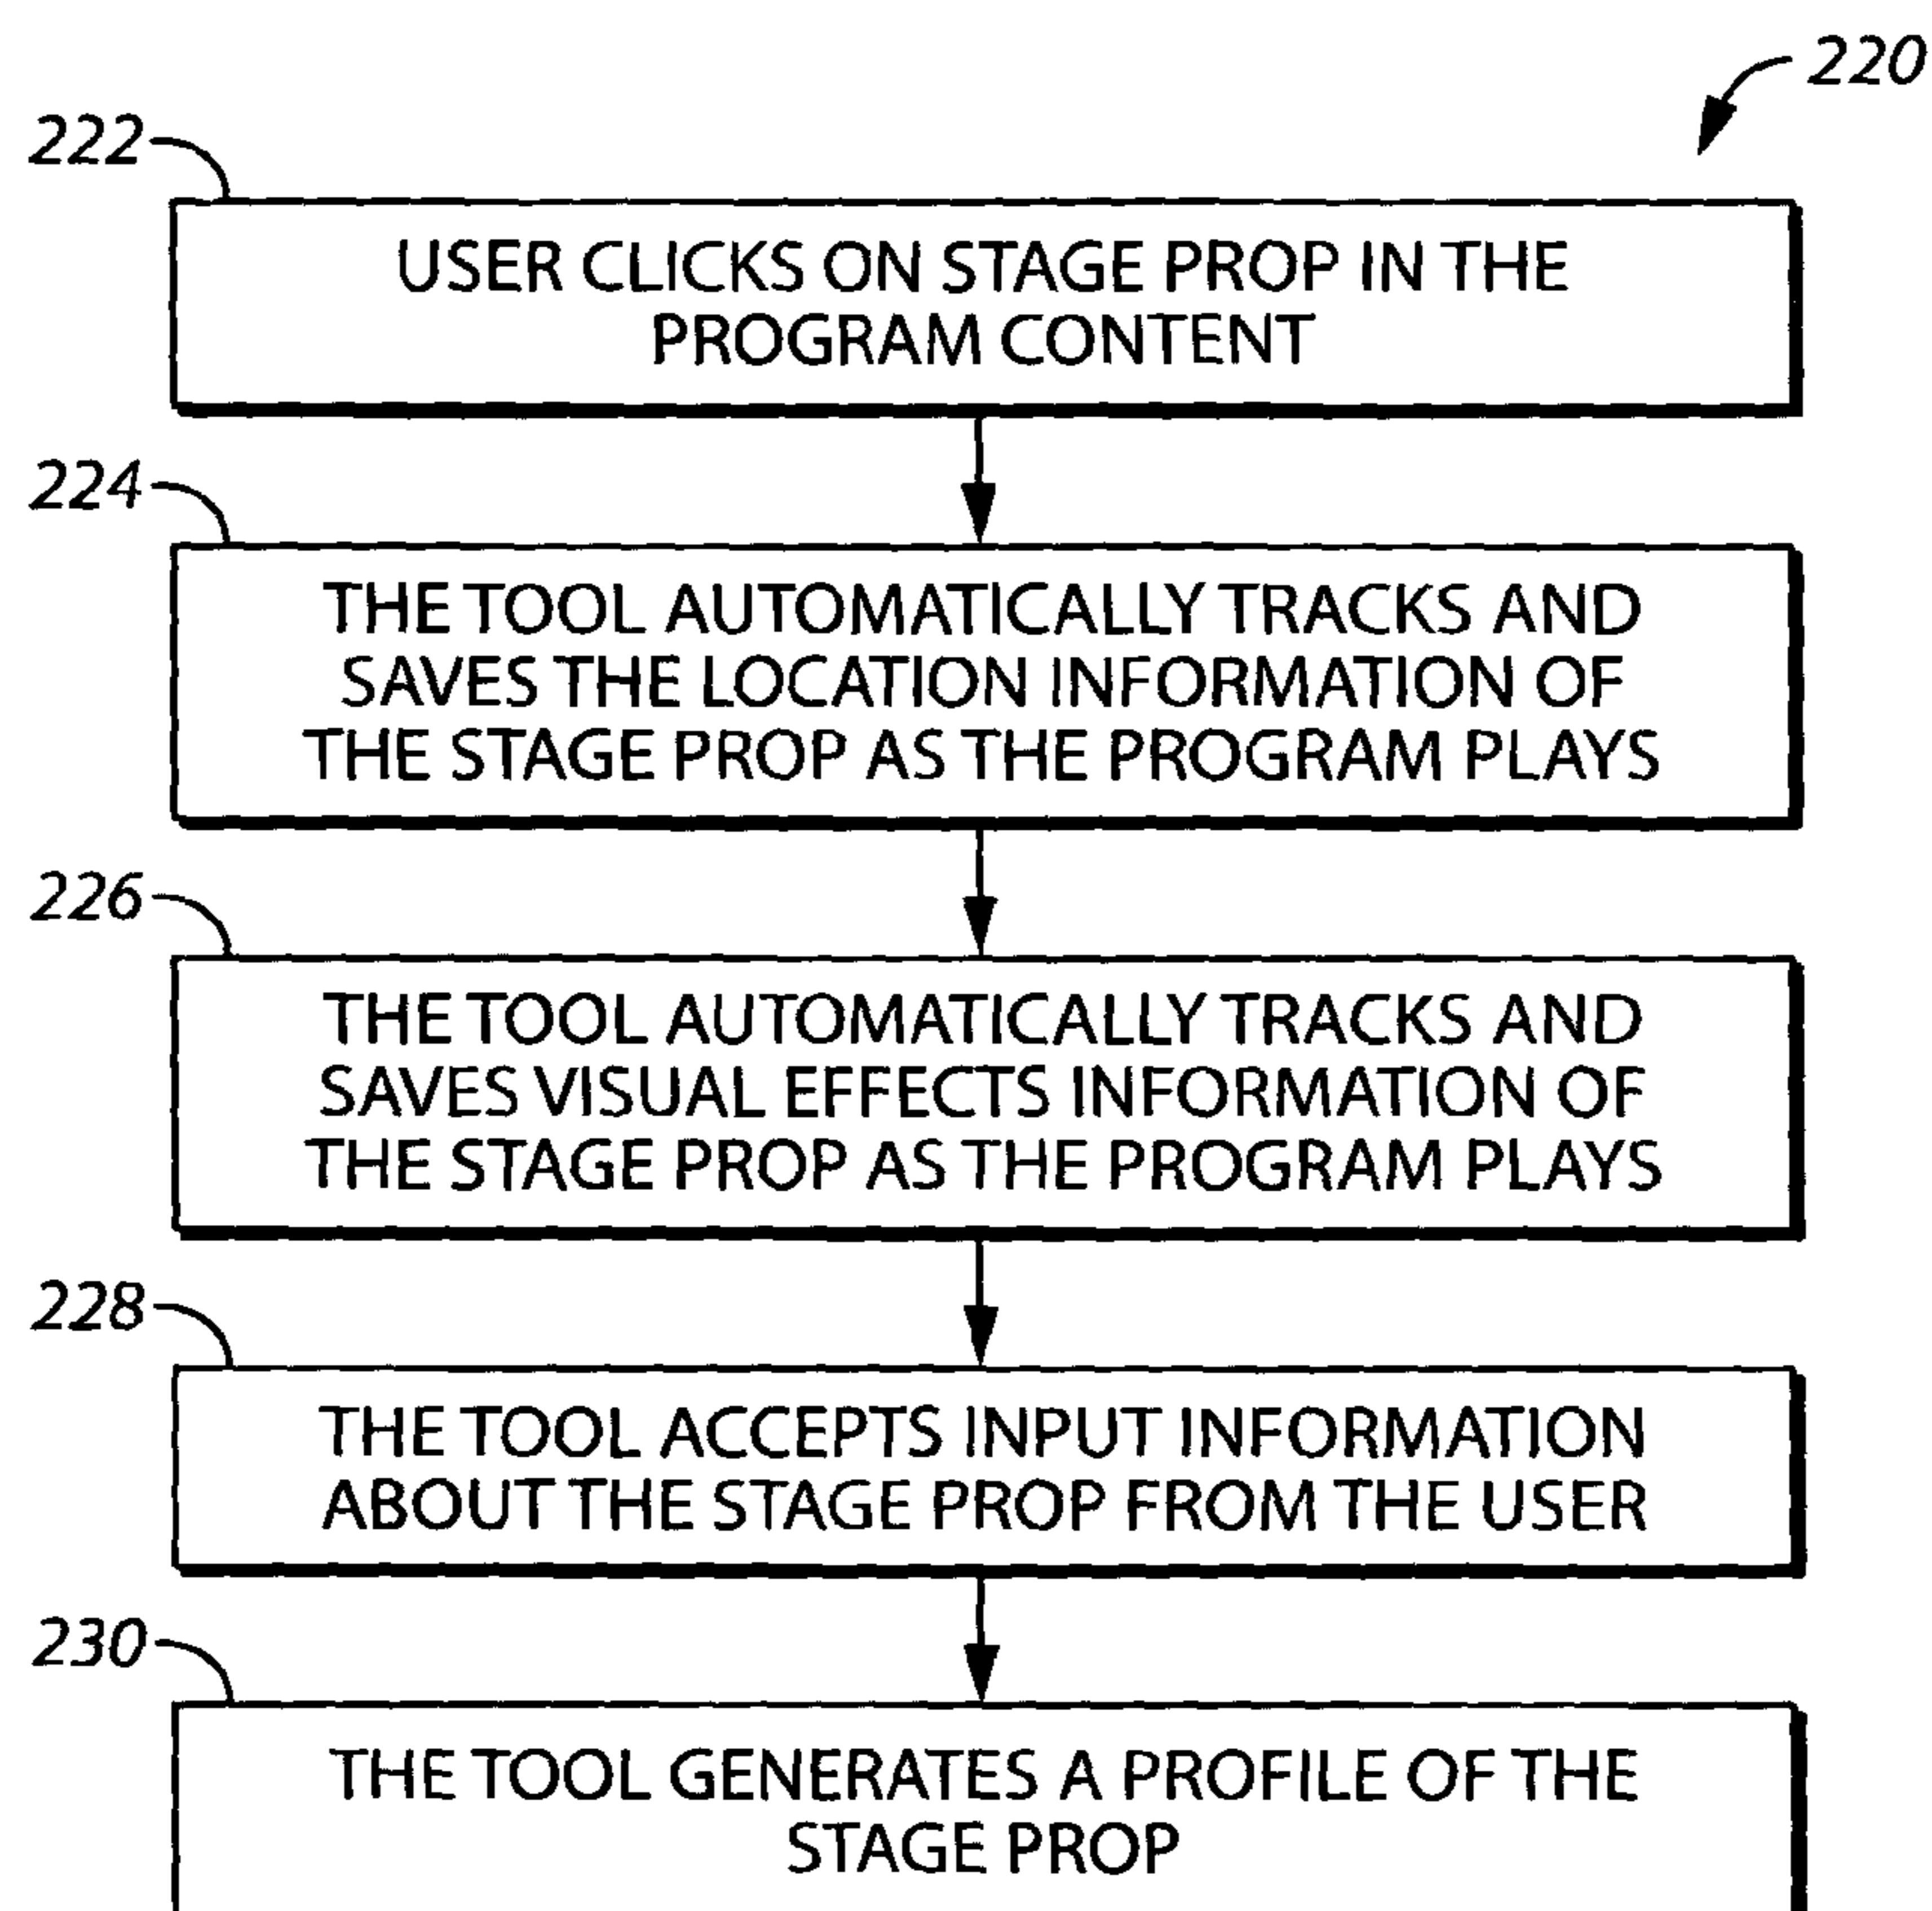 220
222
USER CLICKS ON STAGE PROP IN THE
PROGRAM CONTENT
224
THE TOOL AUTOMATICALLY TRACKS AND
SAVES THE LOCATION INFORMATION OF
THE STAGE PROP AS THE PROGRAM PLAYS
226
THE TOOL AUTOMATICALLY TRACKS AND
SAVES VISUAL EFFECTS INFORMATION OF
THE STAGE PROP AS THE PROGRAM PLAYS
228
THE TOOL ACCEPTS INPUT INFORMATION
ABOUT THE STAGE PROP FROM THE USER
230
THE TOOL GENERATES A PROFILE OF THE
STAGE PROP